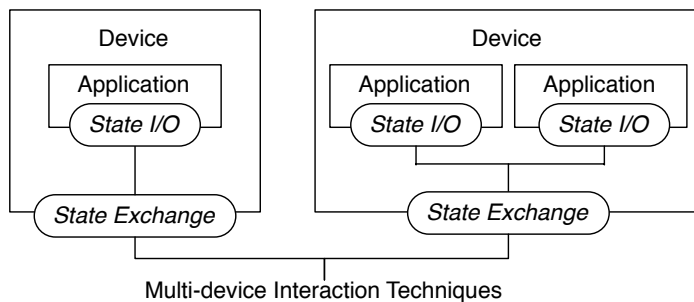 Device
Device
Application
Application
Application
State I/O
State I/O
State I/O
State Exchange
State Exchange
Multi-device Interaction Techniques